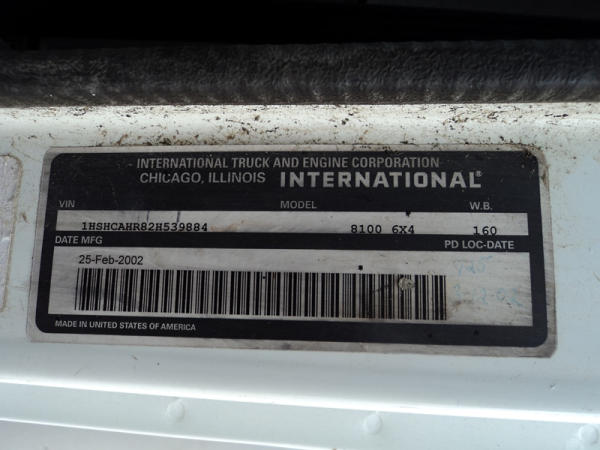 INTERNATIONAL TRUCK AND ENGINE CORPORATION
CHICAGO, ILLINOIS INTERNATIONAL®
VIN MODEL W.B.
1HSHCAHR82H539884 8100 6X4 160
DATE MFG PD LOC-DATE
25-Feb-2002
MADE IN UNITED STATES OF AMERICA